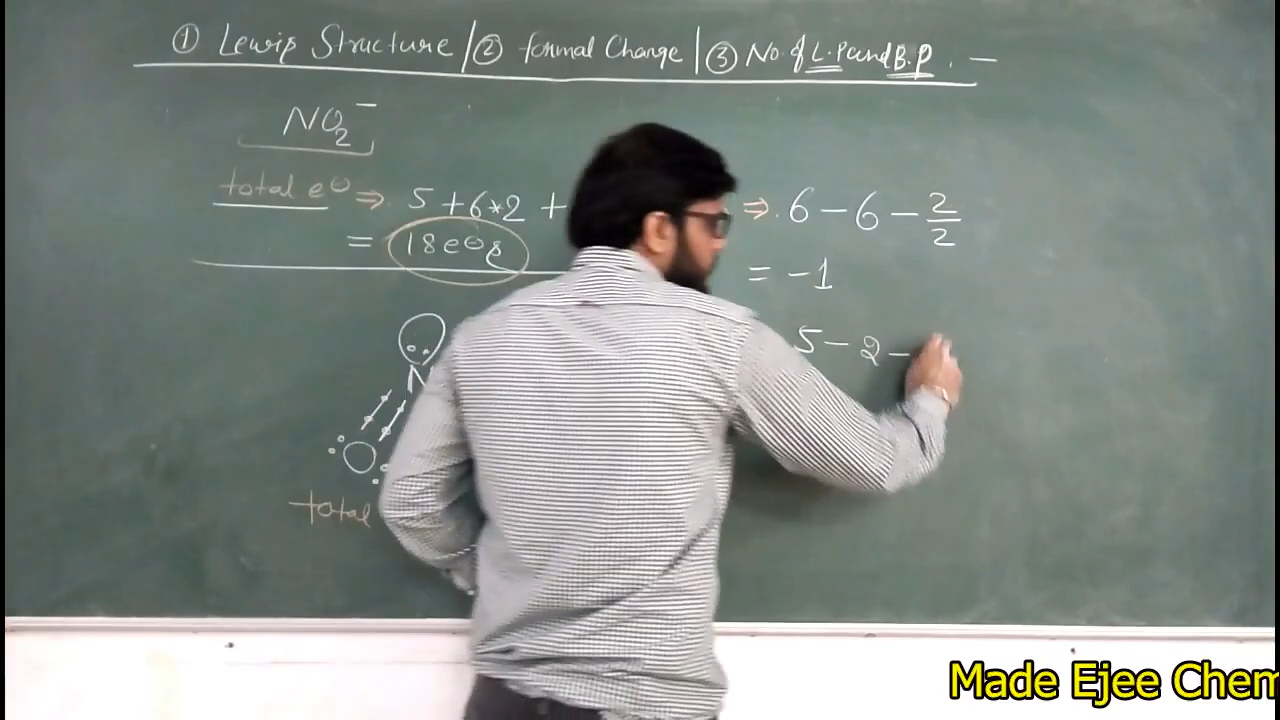 ① Lewis Structure / ② formal Change / ③ No. of L.P and B.P. —
NO₂⁻
total e⊖ ⇒ 5 + 6*2 +
= 18e⊖s
⇒ 6 – 6 – 2/2
= –1
5 – 2 –
N
total
Made Ejee Chem